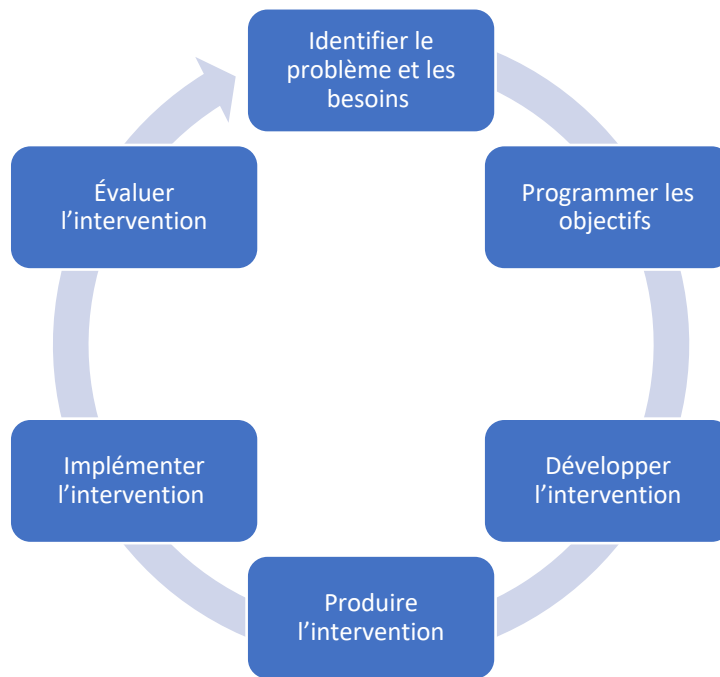 Identifier le
problème et les
besoins
Programmer les
objectifs
Développer
l’intervention
Produire
l’intervention
Implémenter
l’intervention
Évaluer
l’intervention